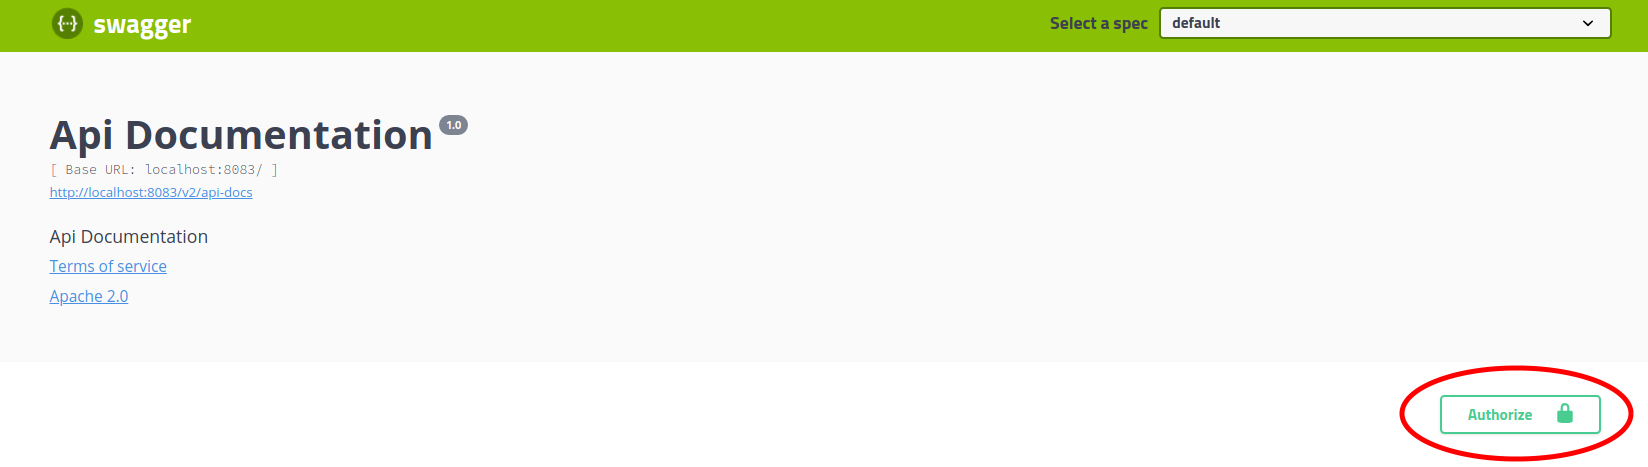 {···} swagger
Select a spec default
Api Documentation 1.0
[ Base URL: localhost:8083/ ]
http://localhost:8083/v2/api-docs
Api Documentation
Terms of service
Apache 2.0
Authorize